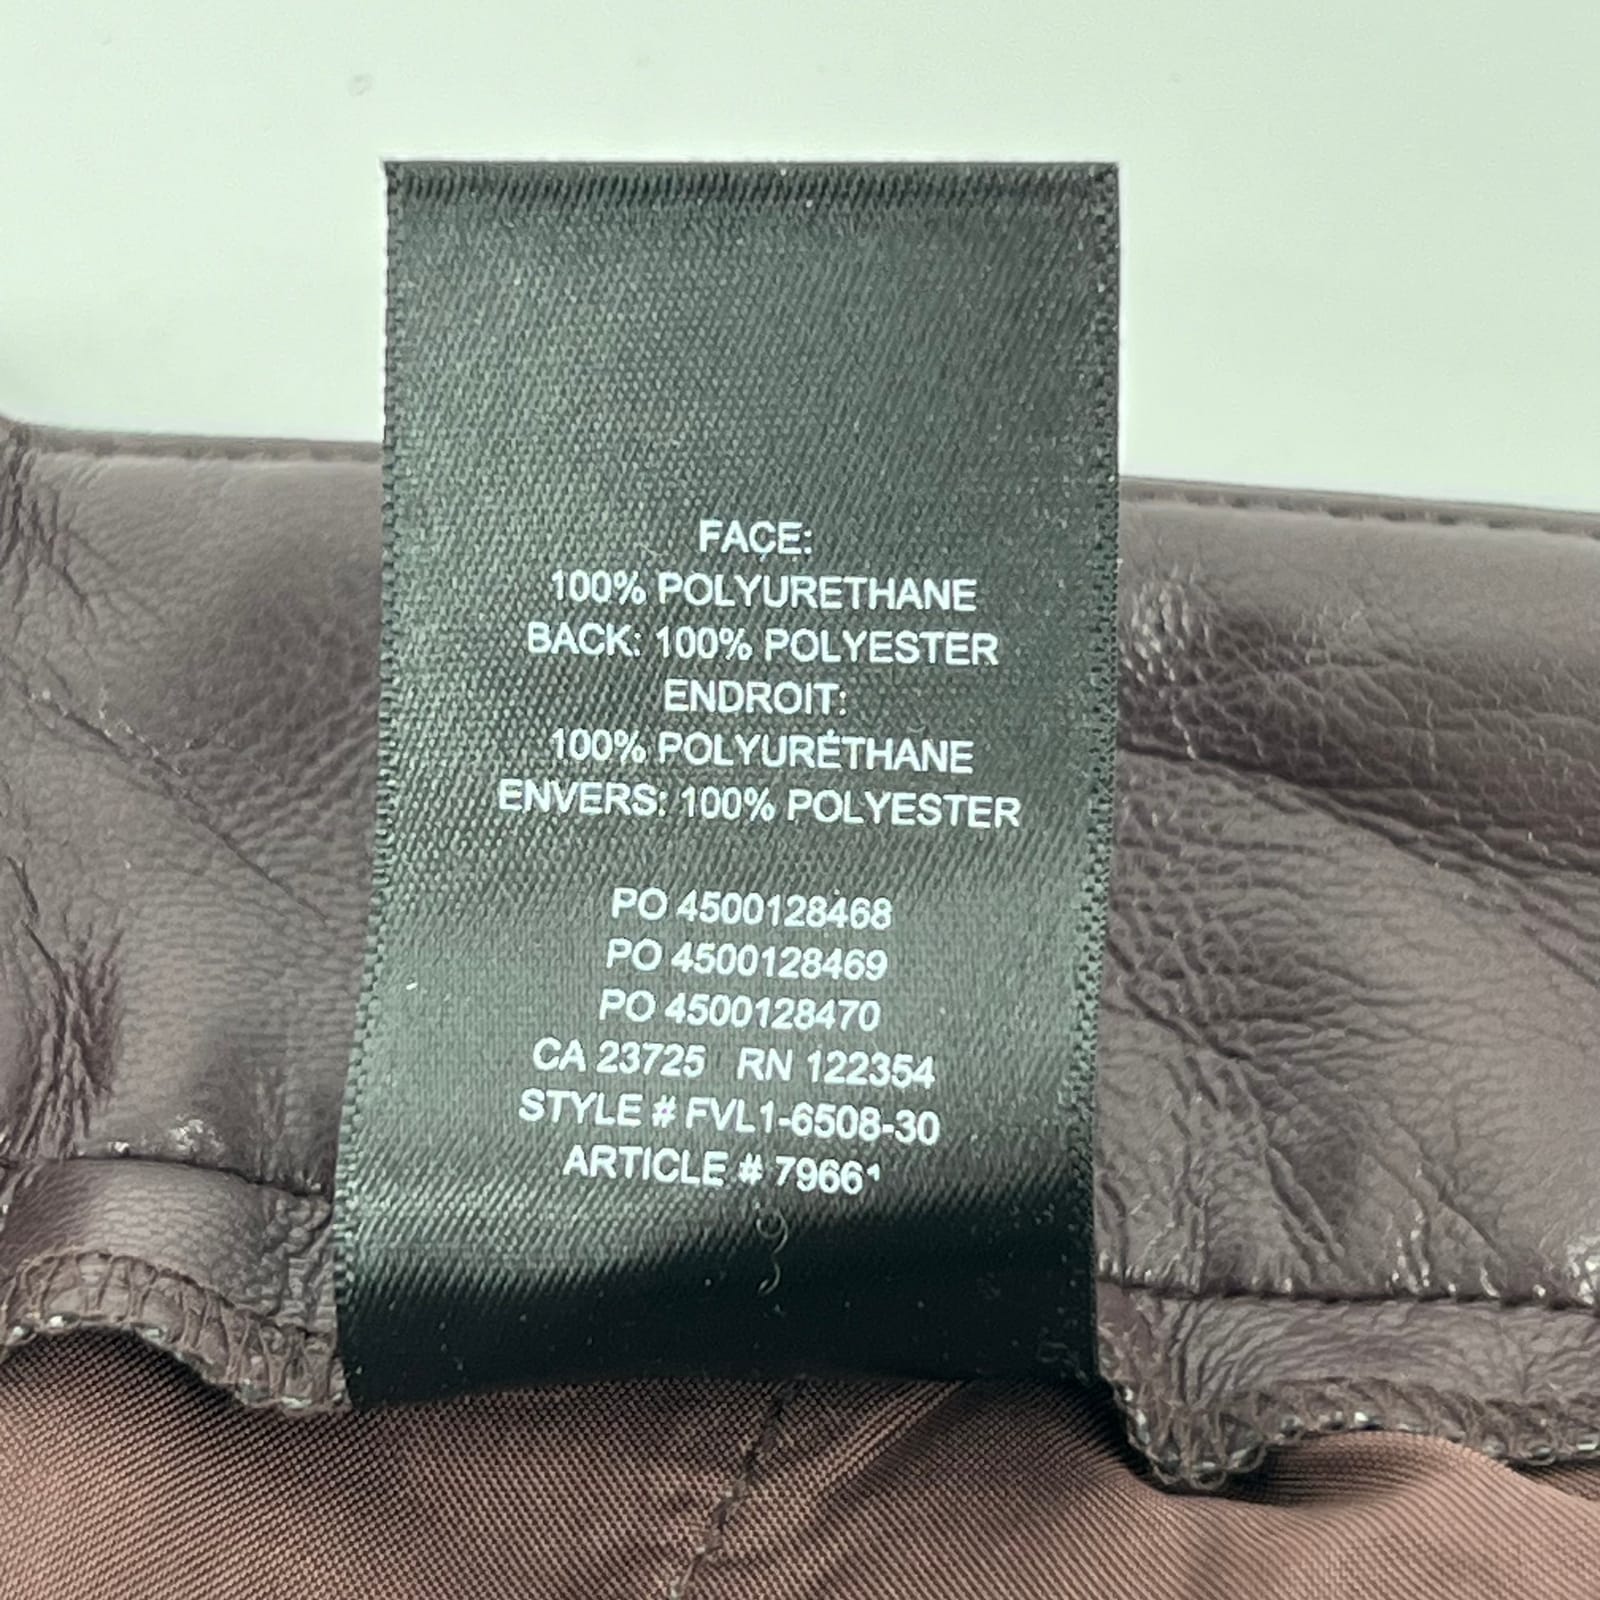 FACE:
100% POLYURETHANE
BACK: 100% POLYESTER
ENDROIT:
100% POLYURÉTHANE
ENVERS: 100% POLYESTER
PO 4500128468
PO 4500128469
PO 4500128470
CA 23725 RN 122354
STYLE # FVL1-6508-30
ARTICLE #